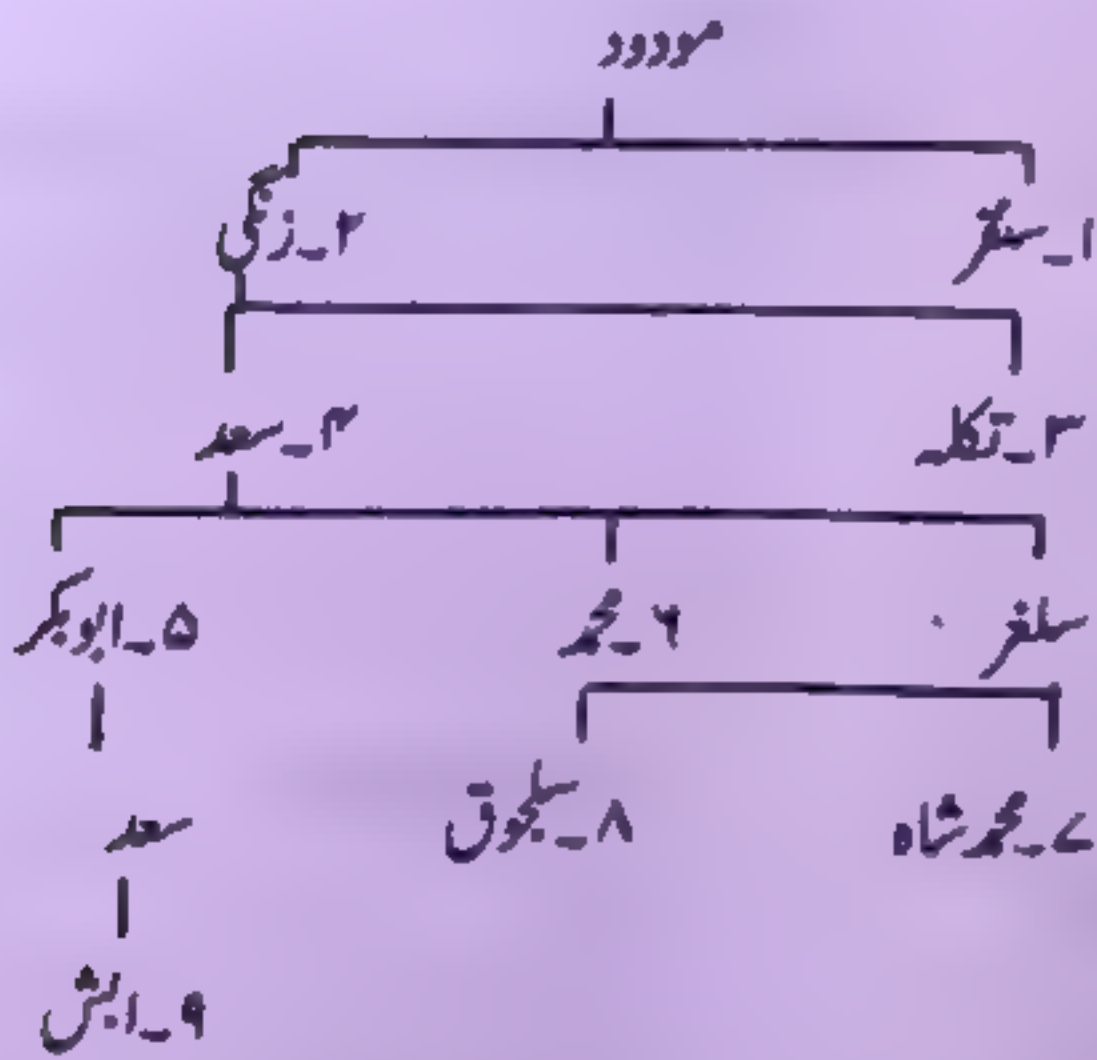 مودود
۱۔سنقر ۲۔زنگی
۳۔تکلہ ۴۔سعد
سلغر ۶۔محمد ۵۔ابوبکر
۷۔محمد شاہ ۸۔سلجوق
سعد
۹۔ابش